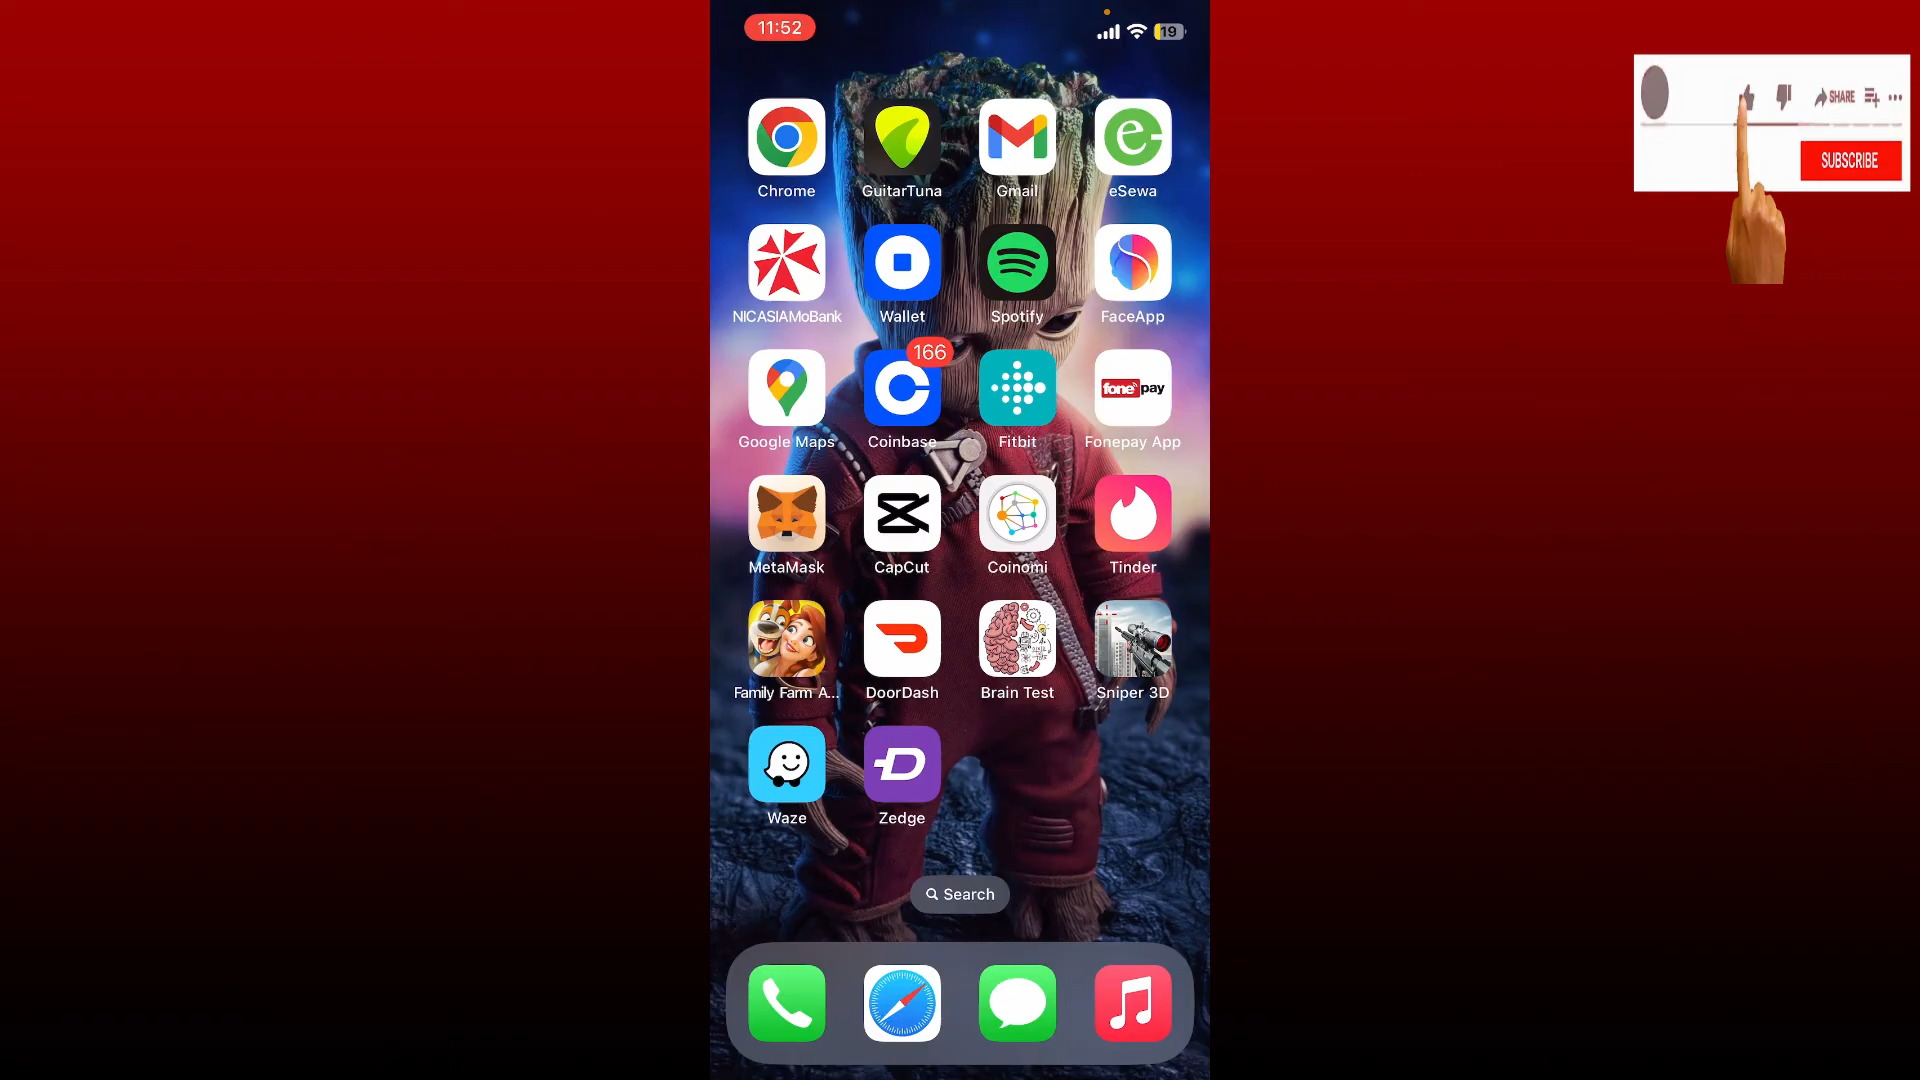 11:52
19
SHARE
SUBSCRIBE
Chrome
GuitarTuna
Gmail
eSewa
NICASIAMoBank
Wallet
Spotify
FaceApp
166
fone pay
Google Maps
Coinbase
Fitbit
Fonepay App
MetaMask
CapCut
Coinomi
Tinder
Family Farm A...
DoorDash
Brain Test
Sniper 3D
Waze
Zedge
Search